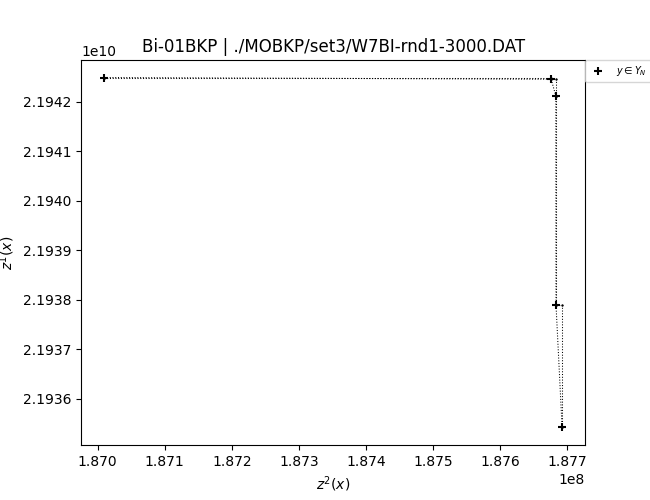 Bi-01BKP | ./MOBKP/set3/W7BI-rnd1-3000.DAT
1e10
y ∈ Y_N
2.1942
2.1941
2.1940
2.1939
2.1938
2.1937
2.1936
z^1(x)
1.870 1.871 1.872 1.873 1.874 1.875 1.876 1.877
1e8
z^2(x)